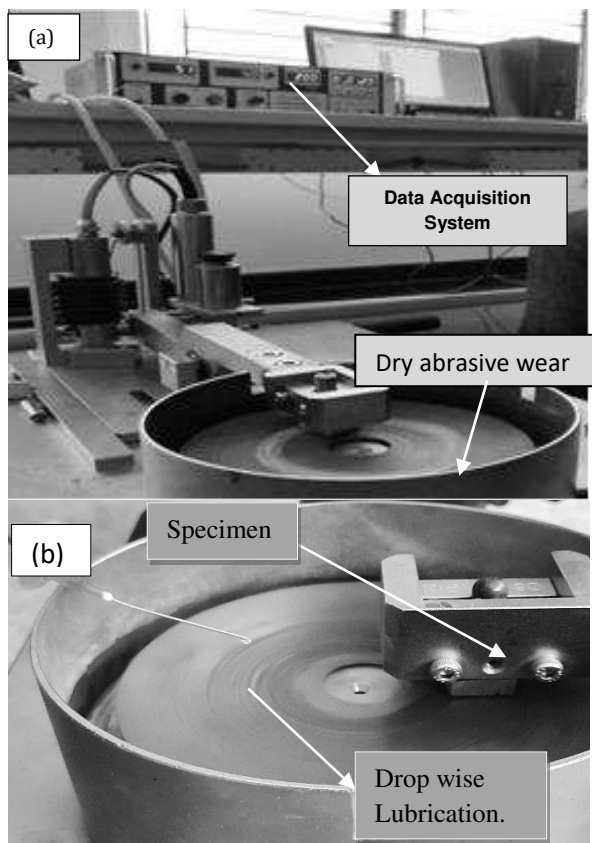 (a)
Data Acquisition
System
Dry abrasive wear
(b)
Specimen
Drop wise
Lubrication.